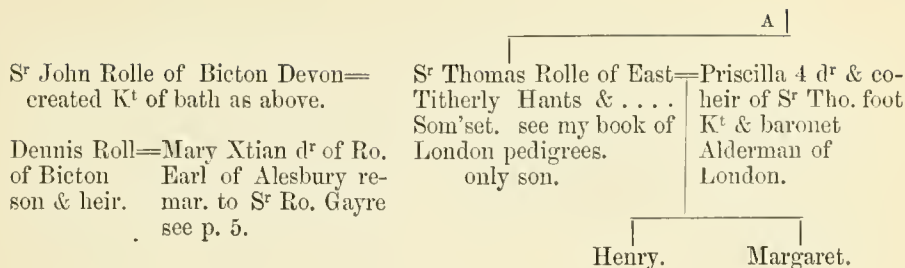 A
Sʳ John Rolle of Bicton Devon=
created Kᵗ of bath as above.
Dennis Roll=Mary Xtian dʳ of Ro.
of Bicton Earl of Alesbury re-
son & heir. mar. to Sʳ Ro. Gayre
see p. 5.
Sʳ Thomas Rolle of East=Priscilla 4 dʳ & co-
Titherly Hants & .... heir of Sʳ Tho. foot
Som'set. see my book of Kᵗ & baronet
London pedigrees. Alderman of
only son. London.
Henry. Margaret.